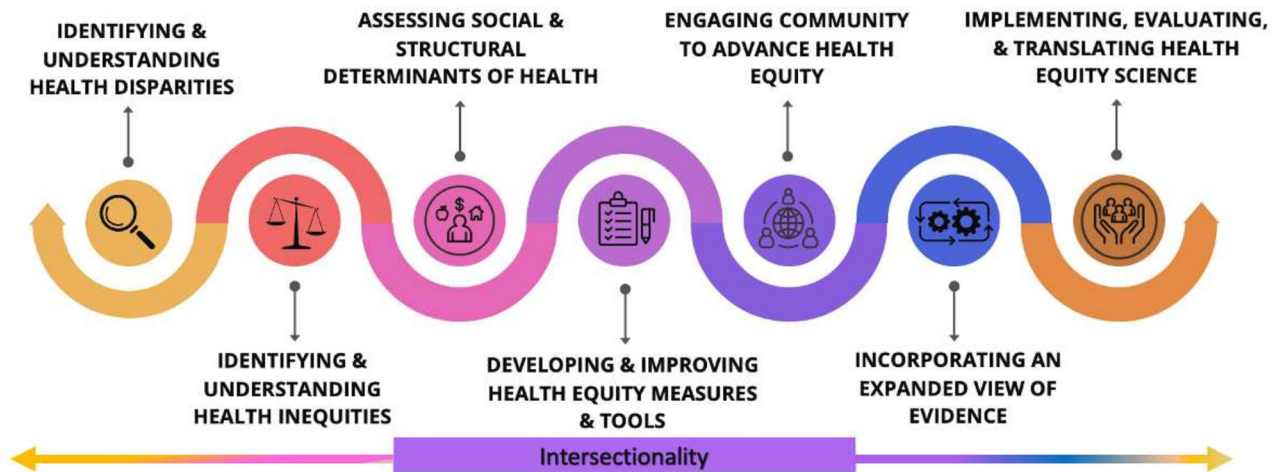 IDENTIFYING &
UNDERSTANDING
HEALTH DISPARITIES
ASSESSING SOCIAL &
STRUCTURAL
DETERMINANTS OF HEALTH
ENGAGING COMMUNITY
TO ADVANCE HEALTH
EQUITY
IMPLEMENTING, EVALUATING,
& TRANSLATING HEALTH
EQUITY SCIENCE
$
IDENTIFYING &
UNDERSTANDING
HEALTH INEQUITIES
DEVELOPING & IMPROVING
HEALTH EQUITY MEASURES
& TOOLS
INCORPORATING AN
EXPANDED VIEW OF
EVIDENCE
Intersectionality